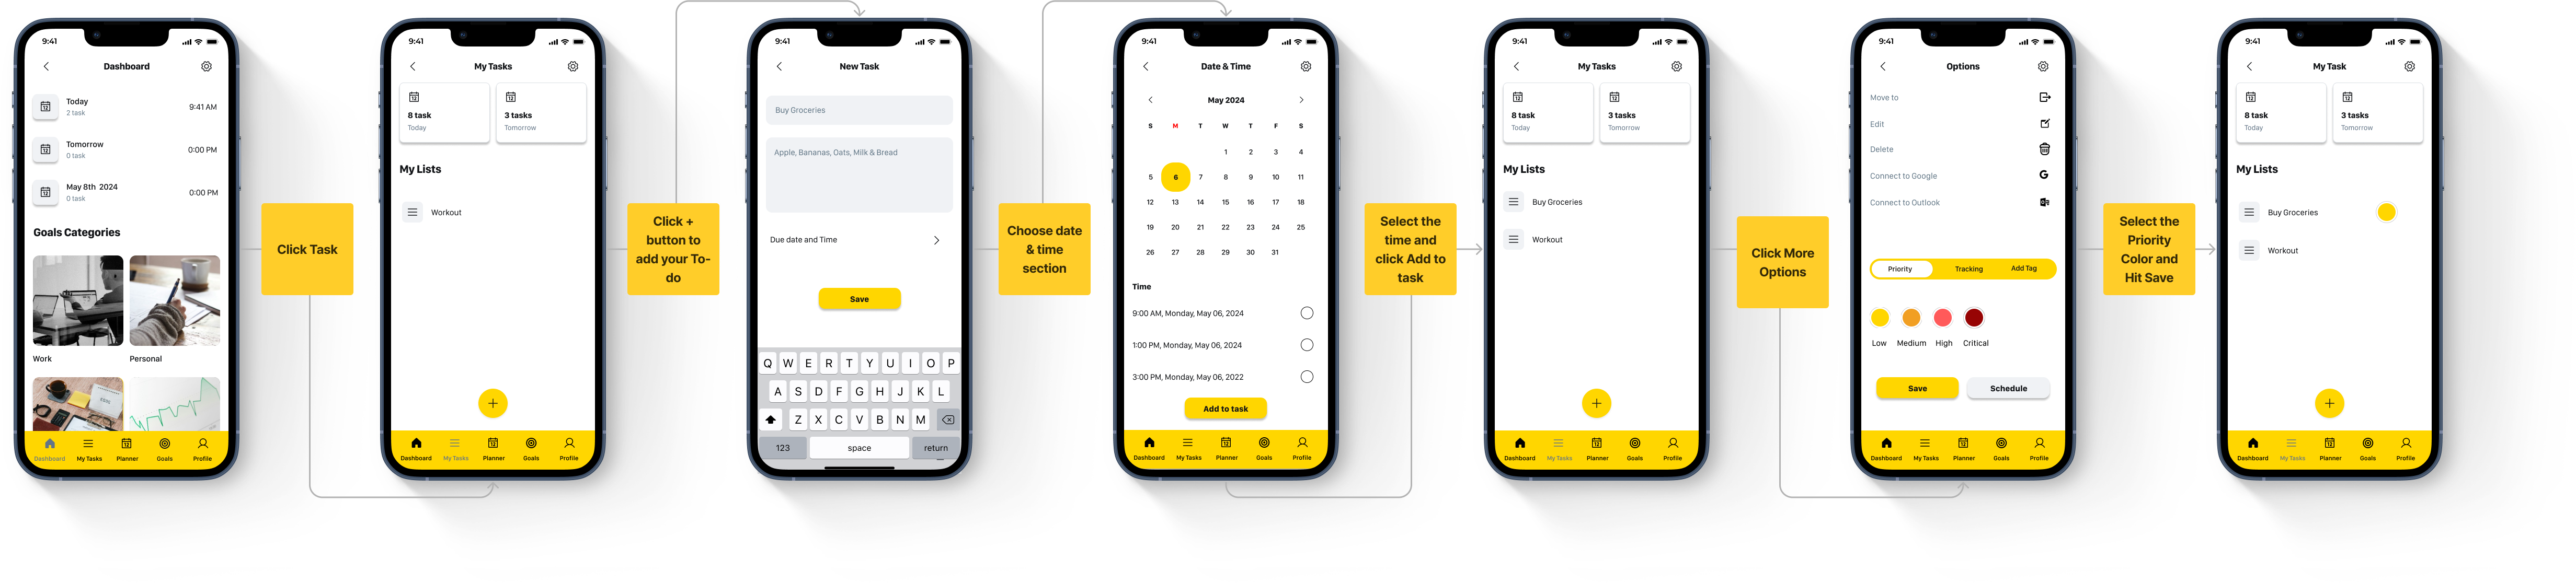 9:41
Dashboard
Today
2 task
9:41 AM
Tomorrow
0 task
0:00 PM
May 8th 2024
0 task
0:00 PM
Goals Categories
Work
Personal
Dashboard My Tasks Planner Goals Profile
Click Task
9:41
My Tasks
8 task
Today
3 tasks
Tomorrow
My Lists
Workout
+
Dashboard My Tasks Planner Goals Profile
Click +
button to
add your To-
do
9:41
New Task
Buy Groceries
Apple, Bananas, Oats, Milk & Bread
Due date and Time
Save
Q W E R T Y U I O P
A S D F G H J K L
Z X C V B N M
123 space return
Choose date
& time
section
9:41
Date & Time
May 2024
S M T W T F S
1 2 3 4
5 6 7 8 9 10 11
12 13 14 15 16 17 18
19 20 21 22 23 24 25
26 27 28 29 30 31
Time
9:00 AM, Monday, May 06, 2024
1:00 PM, Monday, May 06, 2024
3:00 PM, Monday, May 06, 2022
Add to task
Dashboard My Tasks Planner Goals Profile
Select the
time and
click Add to
task
9:41
My Tasks
8 task
Today
3 tasks
Tomorrow
My Lists
Buy Groceries
Workout
+
Dashboard My Tasks Planner Goals Profile
Click More
Options
9:41
Options
Move to
Edit
Delete
Connect to Google
Connect to Outlook
Priority Tracking Add Tag
Low Medium High Critical
Save Schedule
Dashboard My Tasks Planner Goals Profile
Select the
Priority
Color and
Hit Save
9:41
My Task
8 task
Today
3 tasks
Tomorrow
My Lists
Buy Groceries
Workout
+
Dashboard My Tasks Planner Goals Profile